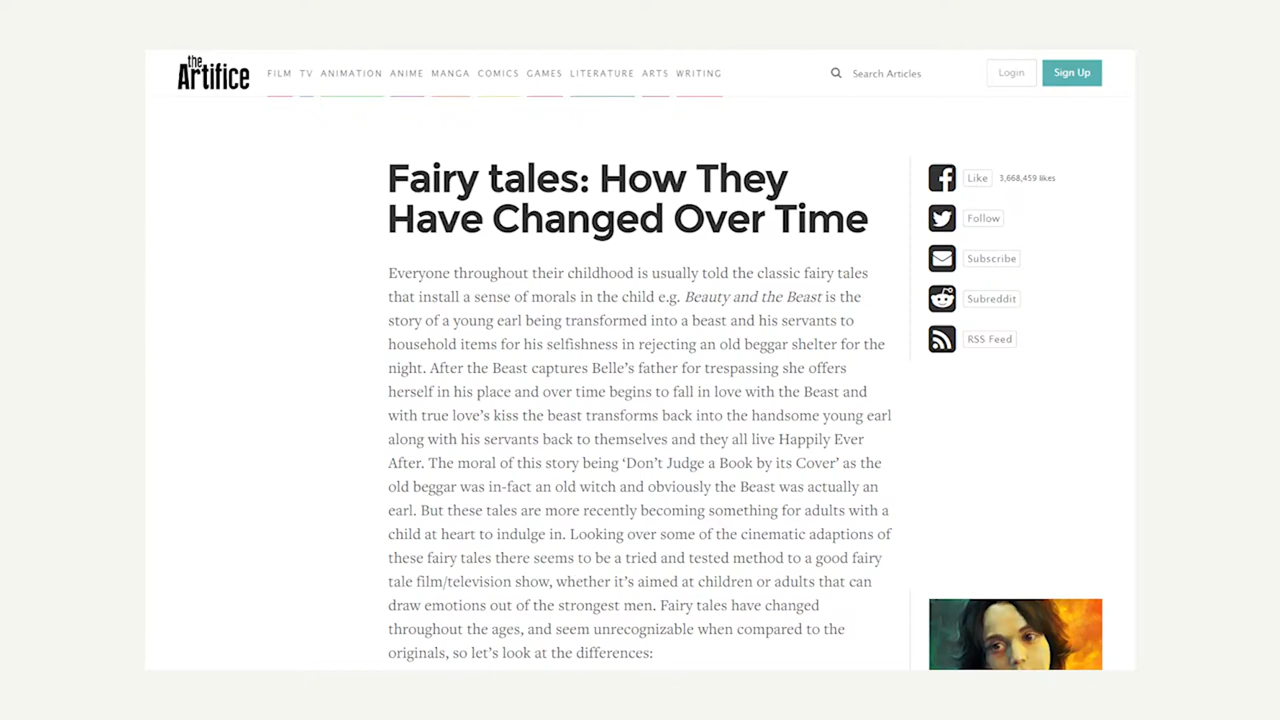 the
Artifice
FILM TV ANIMATION ANIME MANGA COMICS GAMES LITERATURE ARTS WRITING
Search Articles
Login
Sign Up
Fairy tales: How They
Have Changed Over Time
Everyone throughout their childhood is usually told the classic fairy tales
that install a sense of morals in the child e.g. Beauty and the Beast is the
story of a young earl being transformed into a beast and his servants to
household items for his selfishness in rejecting an old beggar shelter for the
night. After the Beast captures Belle’s father for trespassing she offers
herself in his place and over time begins to fall in love with the Beast and
with true love’s kiss the beast transforms back into the handsome young earl
along with his servants back to themselves and they all live Happily Ever
After. The moral of this story being ‘Don’t Judge a Book by its Cover’ as the
old beggar was in-fact an old witch and obviously the Beast was actually an
earl. But these tales are more recently becoming something for adults with a
child at heart to indulge in. Looking over some of the cinematic adaptions of
these fairy tales there seems to be a tried and tested method to a good fairy
tale film/television show, whether it’s aimed at children or adults that can
draw emotions out of the strongest men. Fairy tales have changed
throughout the ages, and seem unrecognizable when compared to the
originals, so let’s look at the differences:
Like 3,668,459 likes
Follow
Subscribe
Subreddit
RSS Feed